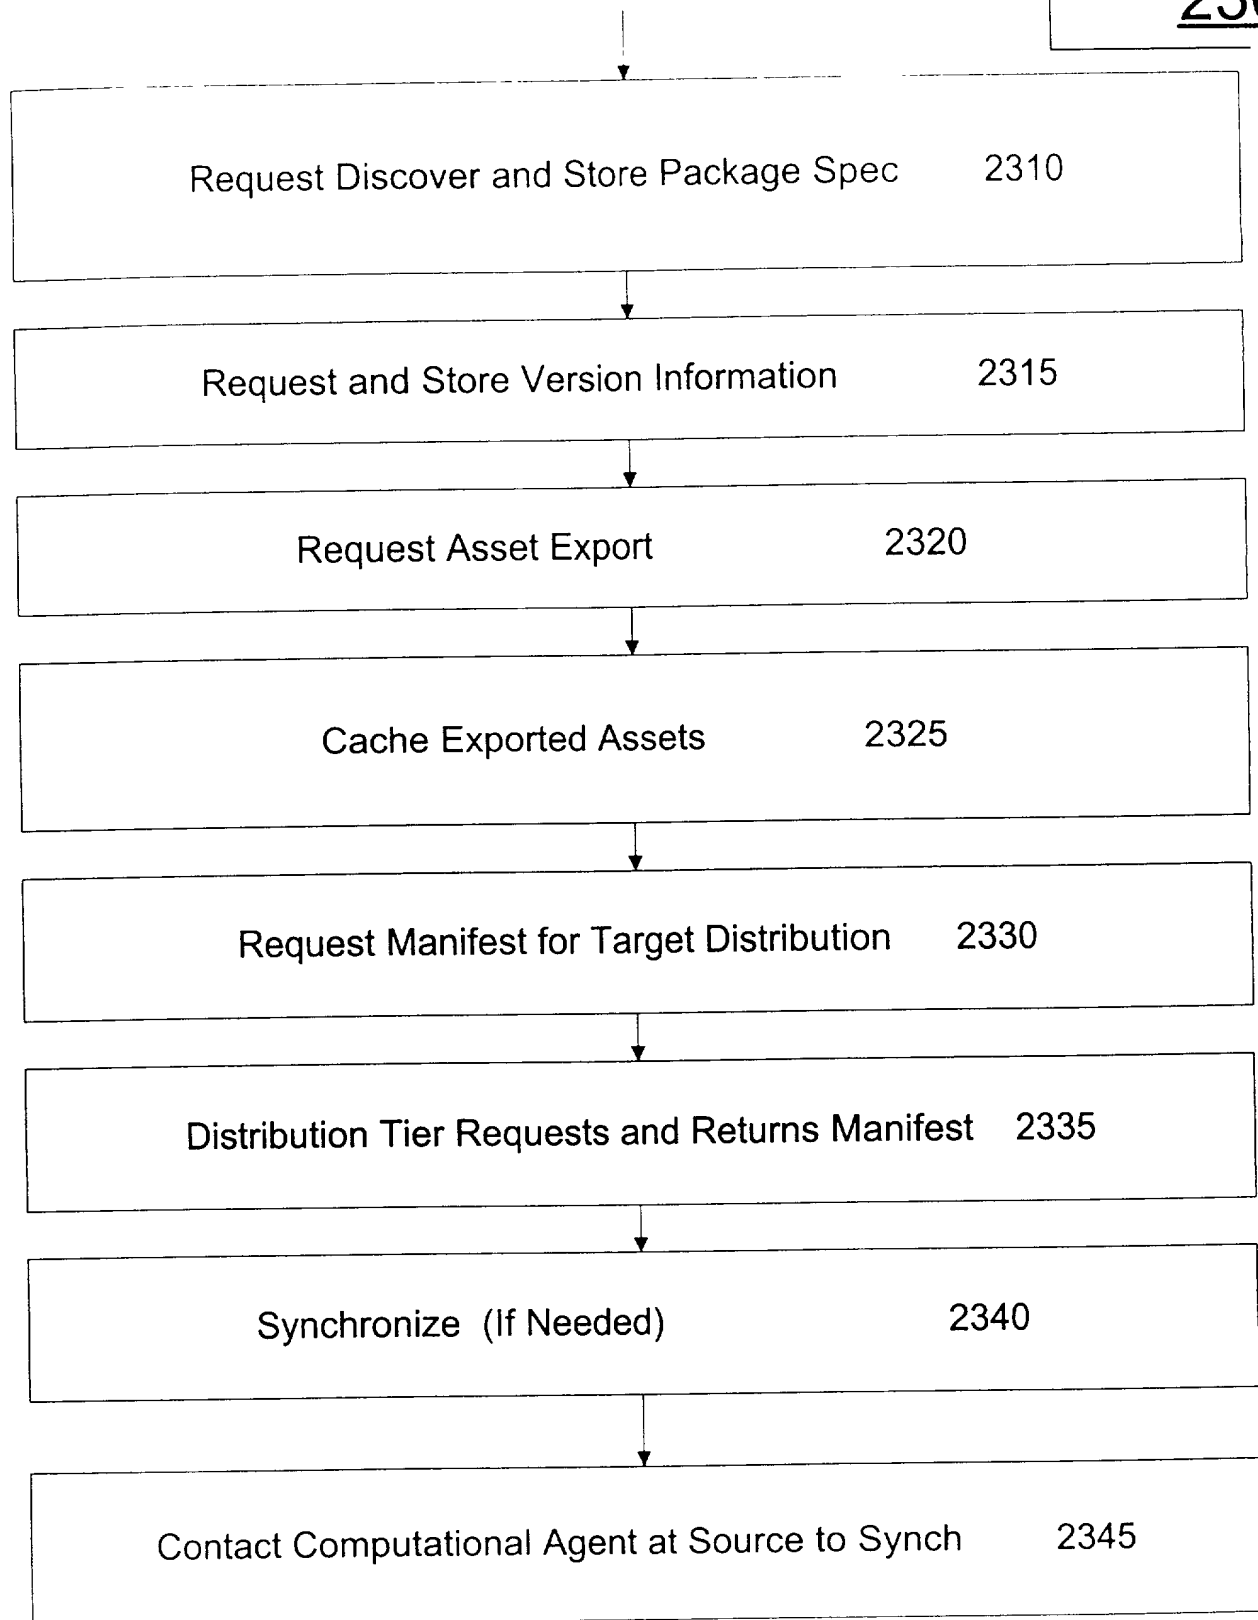 Request Discover and Store Package Spec 2310
Request and Store Version Information 2315
Request Asset Export 2320
Cache Exported Assets 2325
Request Manifest for Target Distribution 2330
Distribution Tier Requests and Returns Manifest 2335
Synchronize (If Needed) 2340
Contact Computational Agent at Source to Synch 2345